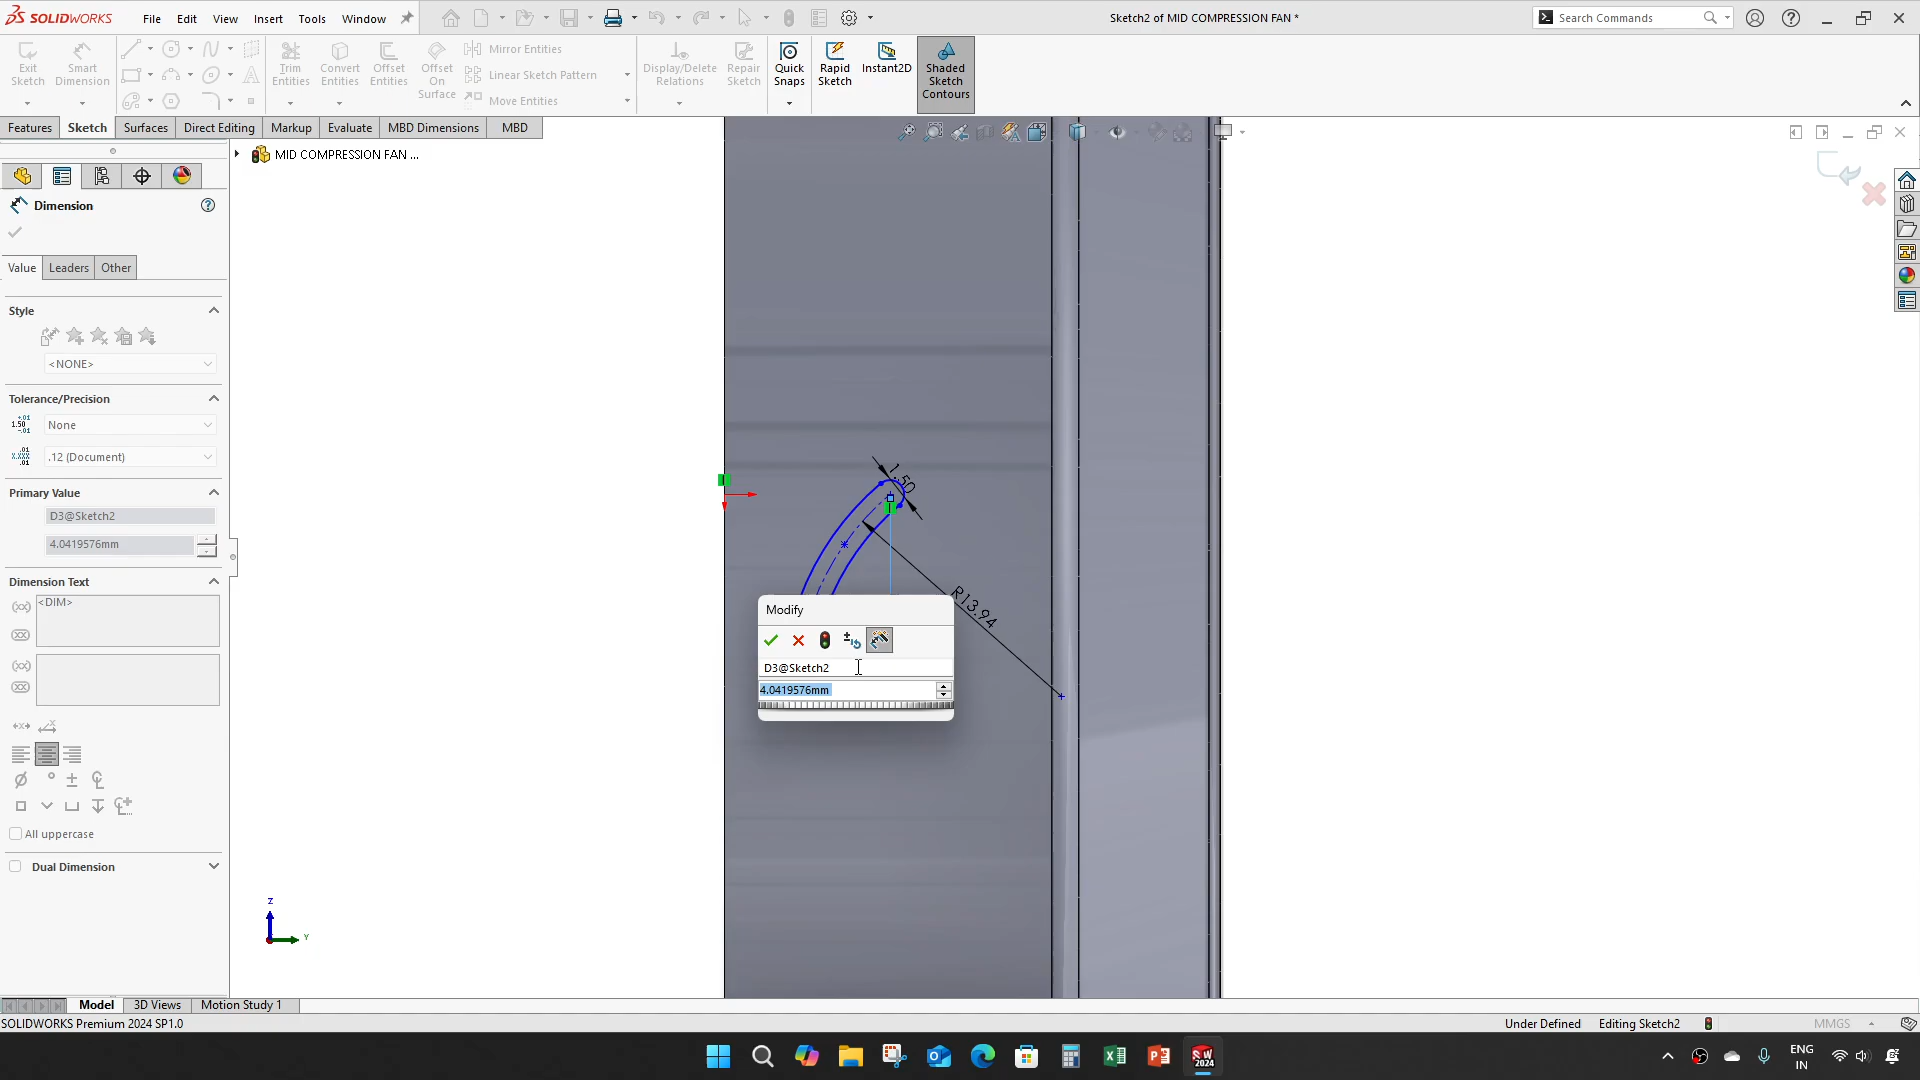 SOLIDWORKS
File Edit View Insert Tools Window
Sketch2 of MID COMPRESSION FAN *
Search Commands
Exit Sketch
Smart Dimension
Trim Entities
Convert Entities
Offset Entities
Offset On Surface
Mirror Entities
Linear Sketch Pattern
Move Entities
Display/Delete Relations
Repair Sketch
Quick Snaps
Rapid Sketch
Instant2D
Shaded Sketch Contours
Features Sketch Surfaces Direct Editing Markup Evaluate MBD Dimensions MBD
MID COMPRESSION FAN ...
Dimension
Value Leaders Other
Style
<NONE>
Tolerance/Precision
None
.12 (Document)
Primary Value
D3@Sketch2
4.0419576mm
Dimension Text
<DIM>
All uppercase
Dual Dimension
1.50
R13.94
Modify
D3@Sketch2
4.0419576mm
Z
Y
Model 3D Views Motion Study 1
SOLIDWORKS Premium 2024 SP1.0
Under Defined Editing Sketch2 MMGS
ENG
IN